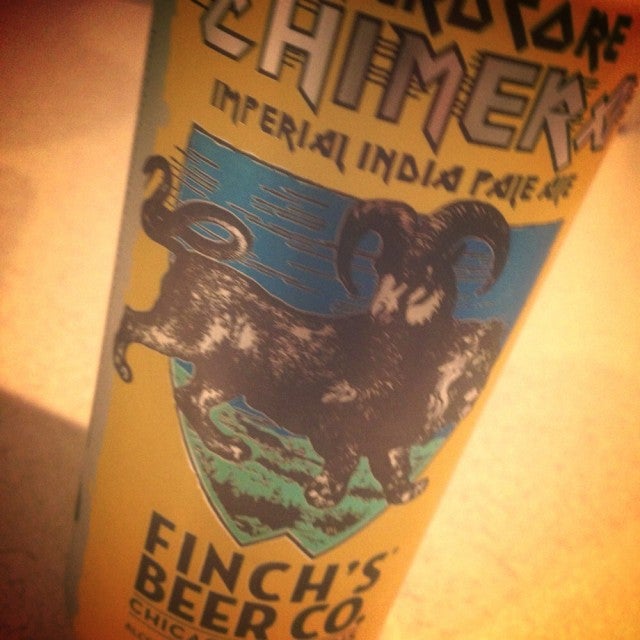 CHIMERA
IMPERIAL INDIA PALE ALE
FINCH'S
BEER CO.